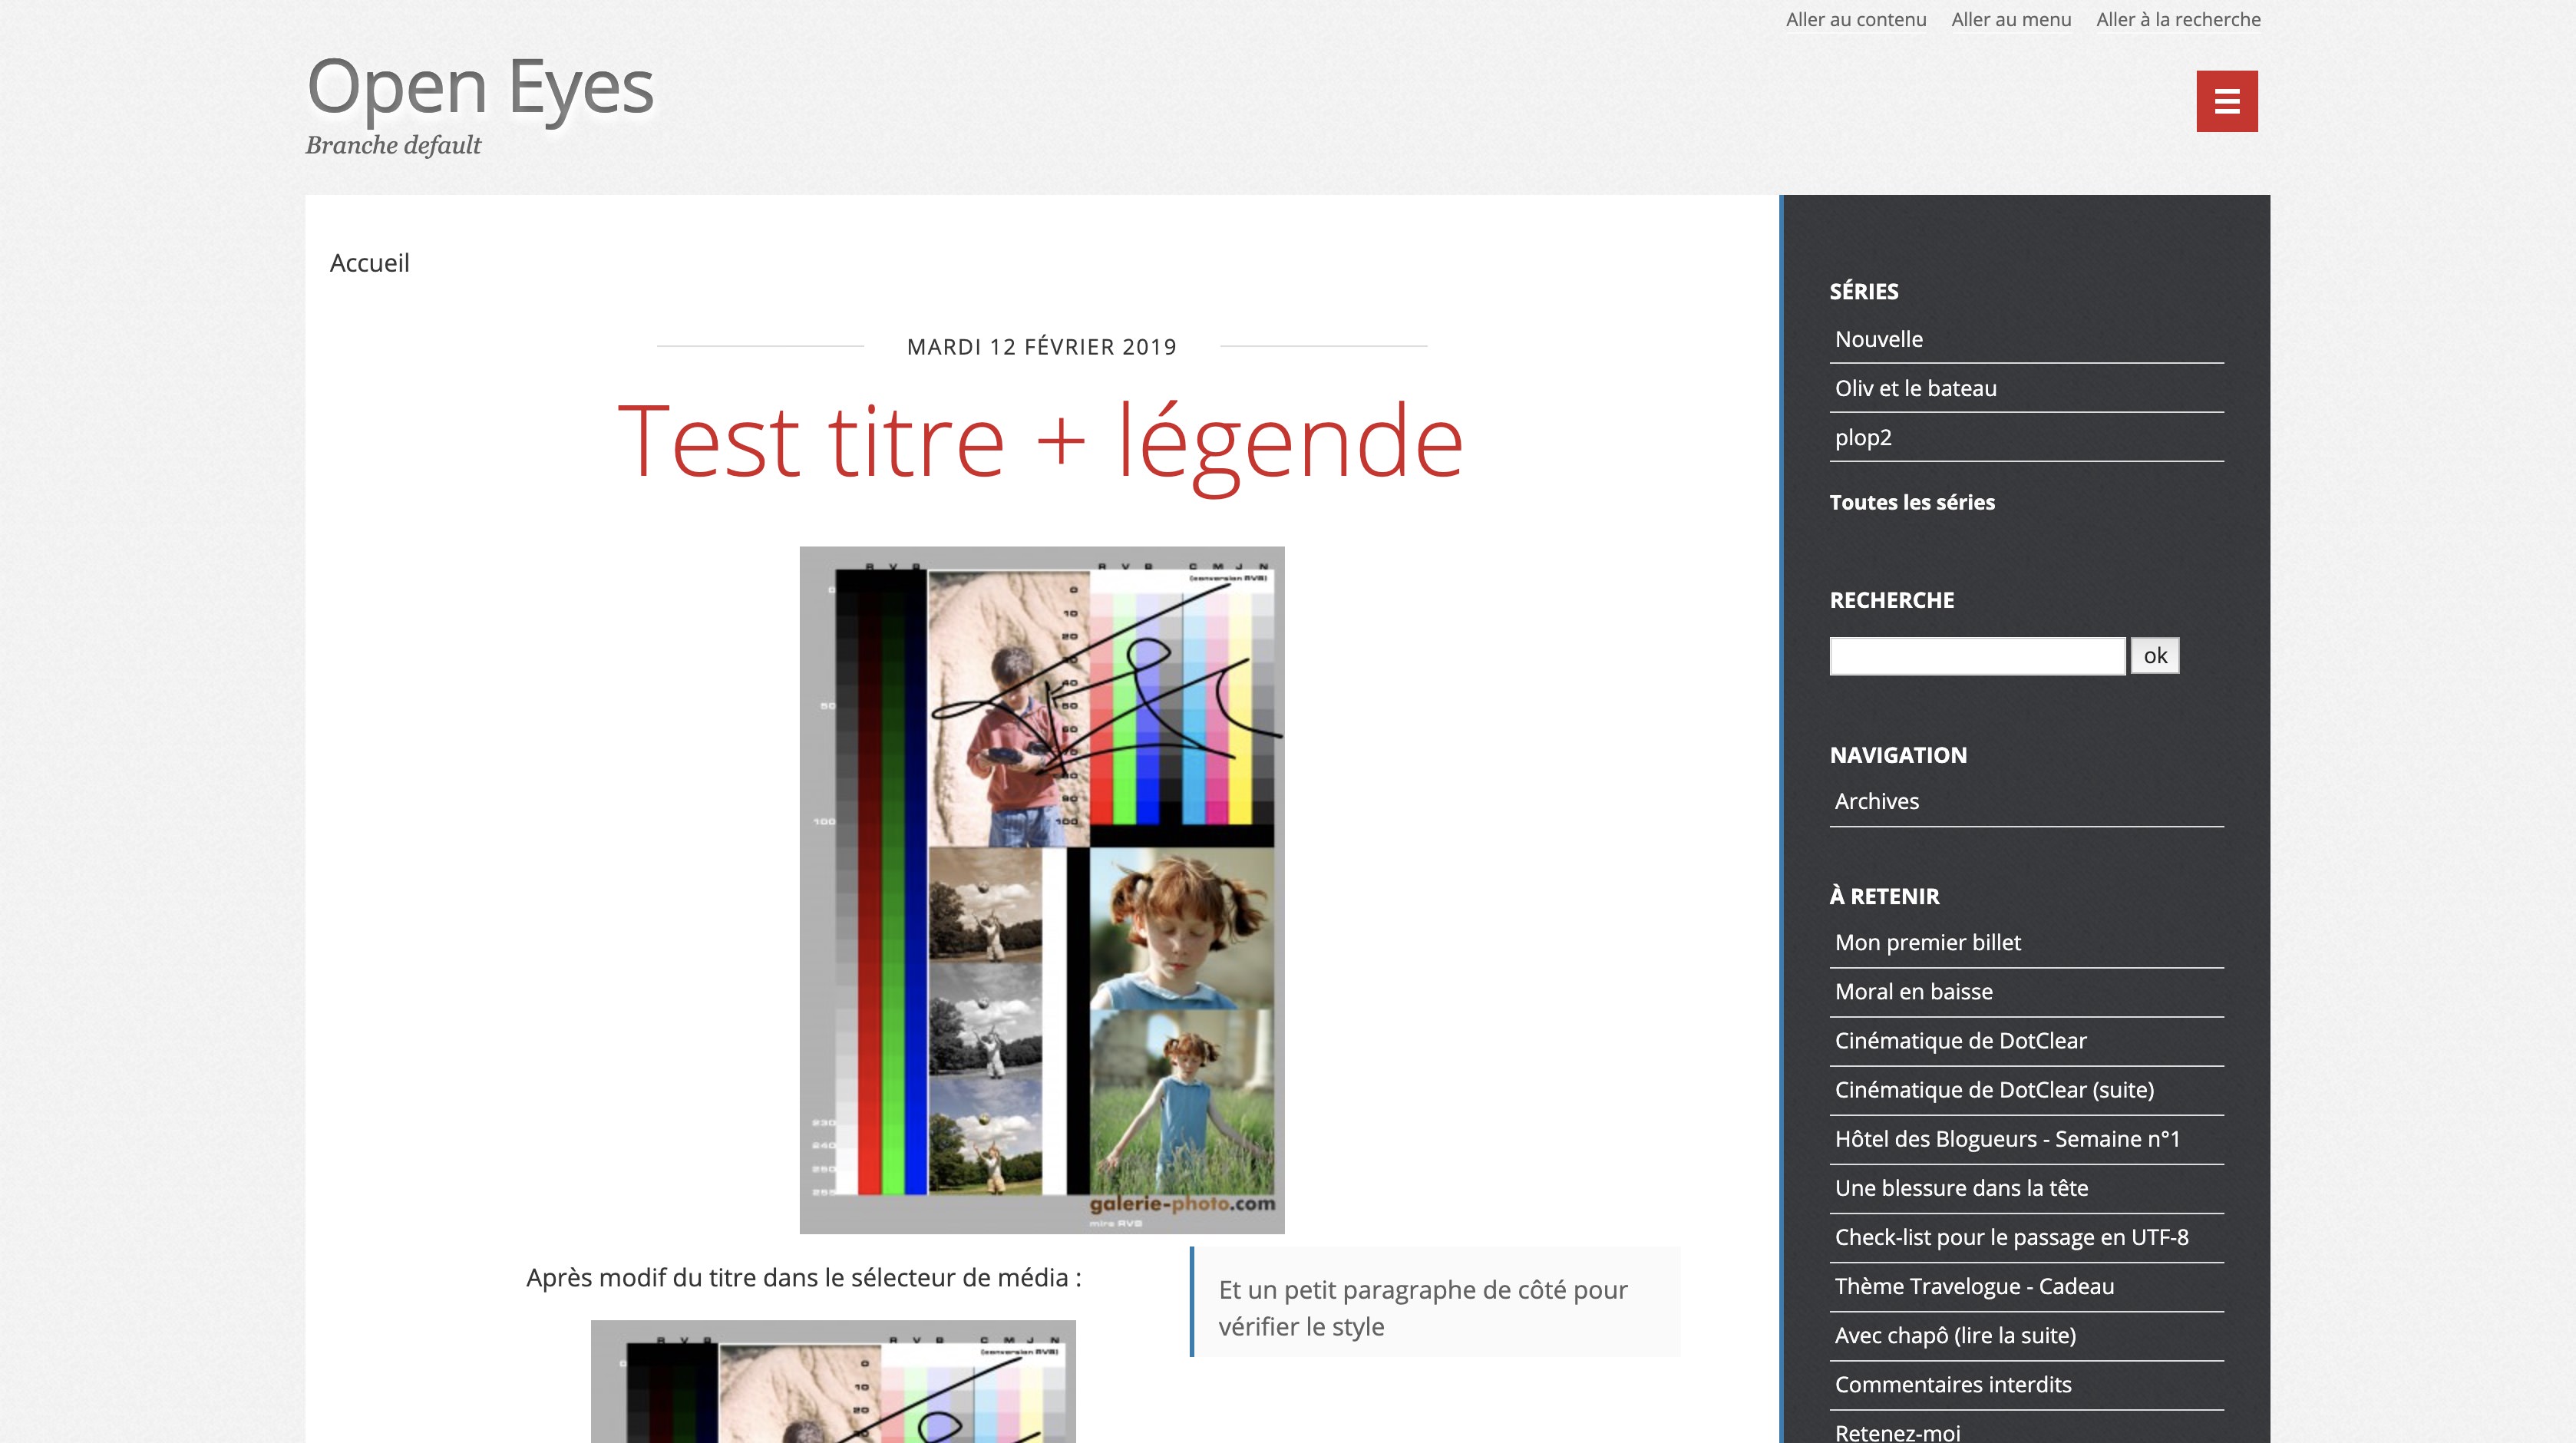 Aller au contenu Aller au menu Aller à la recherche
Open Eyes
Branche default
Accueil
MARDI 12 FÉVRIER 2019
Test titre + légende
R V B R V B C M J N
(conversion RVB)
0 0
10
20
30
40
50 50
60
70
80
90
100 100
230
240
250
255
galerie-photo.com
mire RVB
Après modif du titre dans le sélecteur de média :
Et un petit paragraphe de côté pour
vérifier le style
R V B R V B C M J N
(conversion RVB)
0 0
10
20
SÉRIES
Nouvelle
Oliv et le bateau
plop2
Toutes les séries
RECHERCHE
ok
NAVIGATION
Archives
À RETENIR
Mon premier billet
Moral en baisse
Cinématique de DotClear
Cinématique de DotClear (suite)
Hôtel des Blogueurs - Semaine n°1
Une blessure dans la tête
Check-list pour le passage en UTF-8
Thème Travelogue - Cadeau
Avec chapô (lire la suite)
Commentaires interdits
Retenez-moi